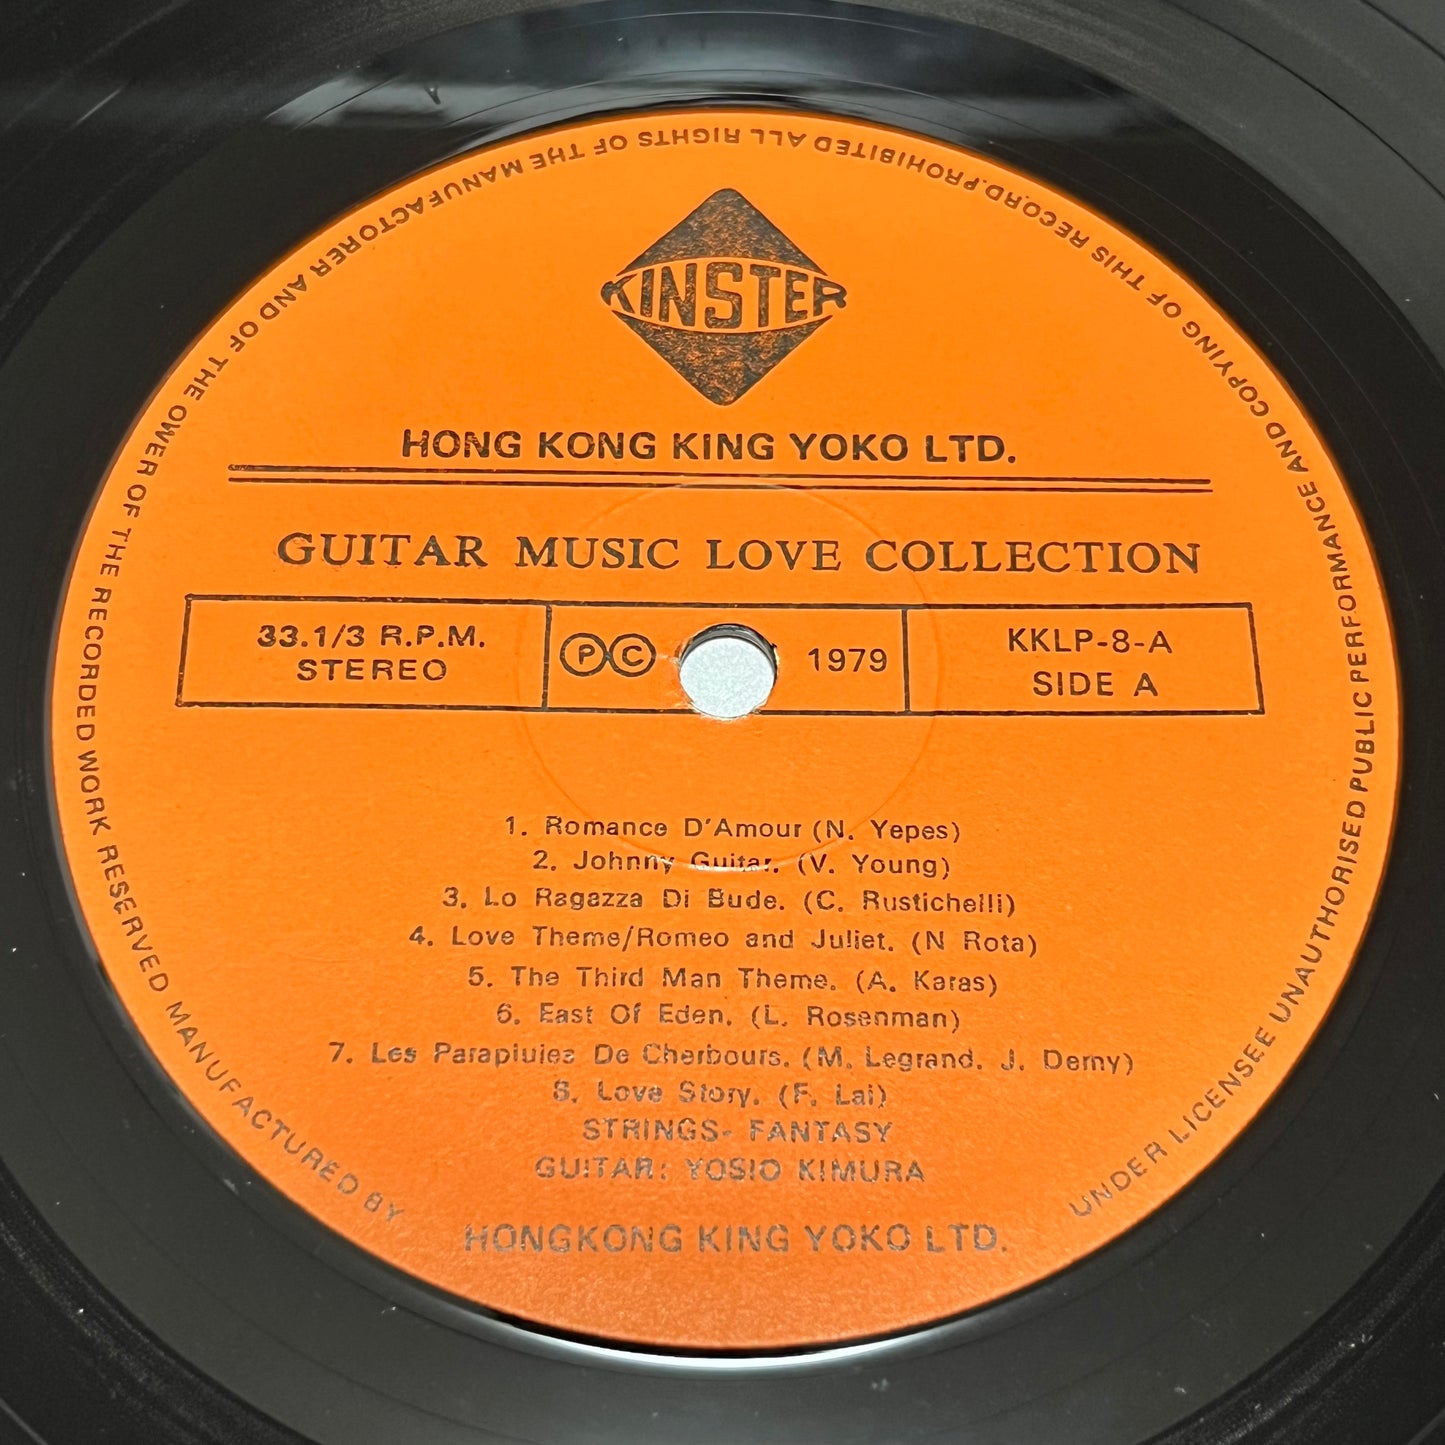 KINSTER
HONG KONG KING YOKO LTD.
GUITAR MUSIC LOVE COLLECTION
33.1/3 R.P.M.
STEREO
P C 1979
KKLP-8-A
SIDE A
1. Romance D'Amour (N. Yepes)
2. Johnny Guitar. (V. Young)
3. Lo Ragazza Di Bude. (C. Rustichelli)
4. Love Theme/Romeo and Juliet. (N Rota)
5. The Third Man Theme. (A. Karas)
6. East Of Eden. (L. Rosenman)
7. Les Parapluies De Cherbours. (M. Legrand. J. Demy)
8. Love Story. (F. Lai)
STRINGS- FANTASY
GUITAR: YOSIO KIMURA
HONGKONG KING YOKO LTD.
UNDER LICENSEE UNAUTHORISED PUBLIC PERFORMANCE AND COPYING OF THIS RECORD. PROHIBITED ALL RIGHTS OF THE MANUFACTORER AND OF THE OWER OF THE RECORDED WORK RESERVED MANUFACTURED BY